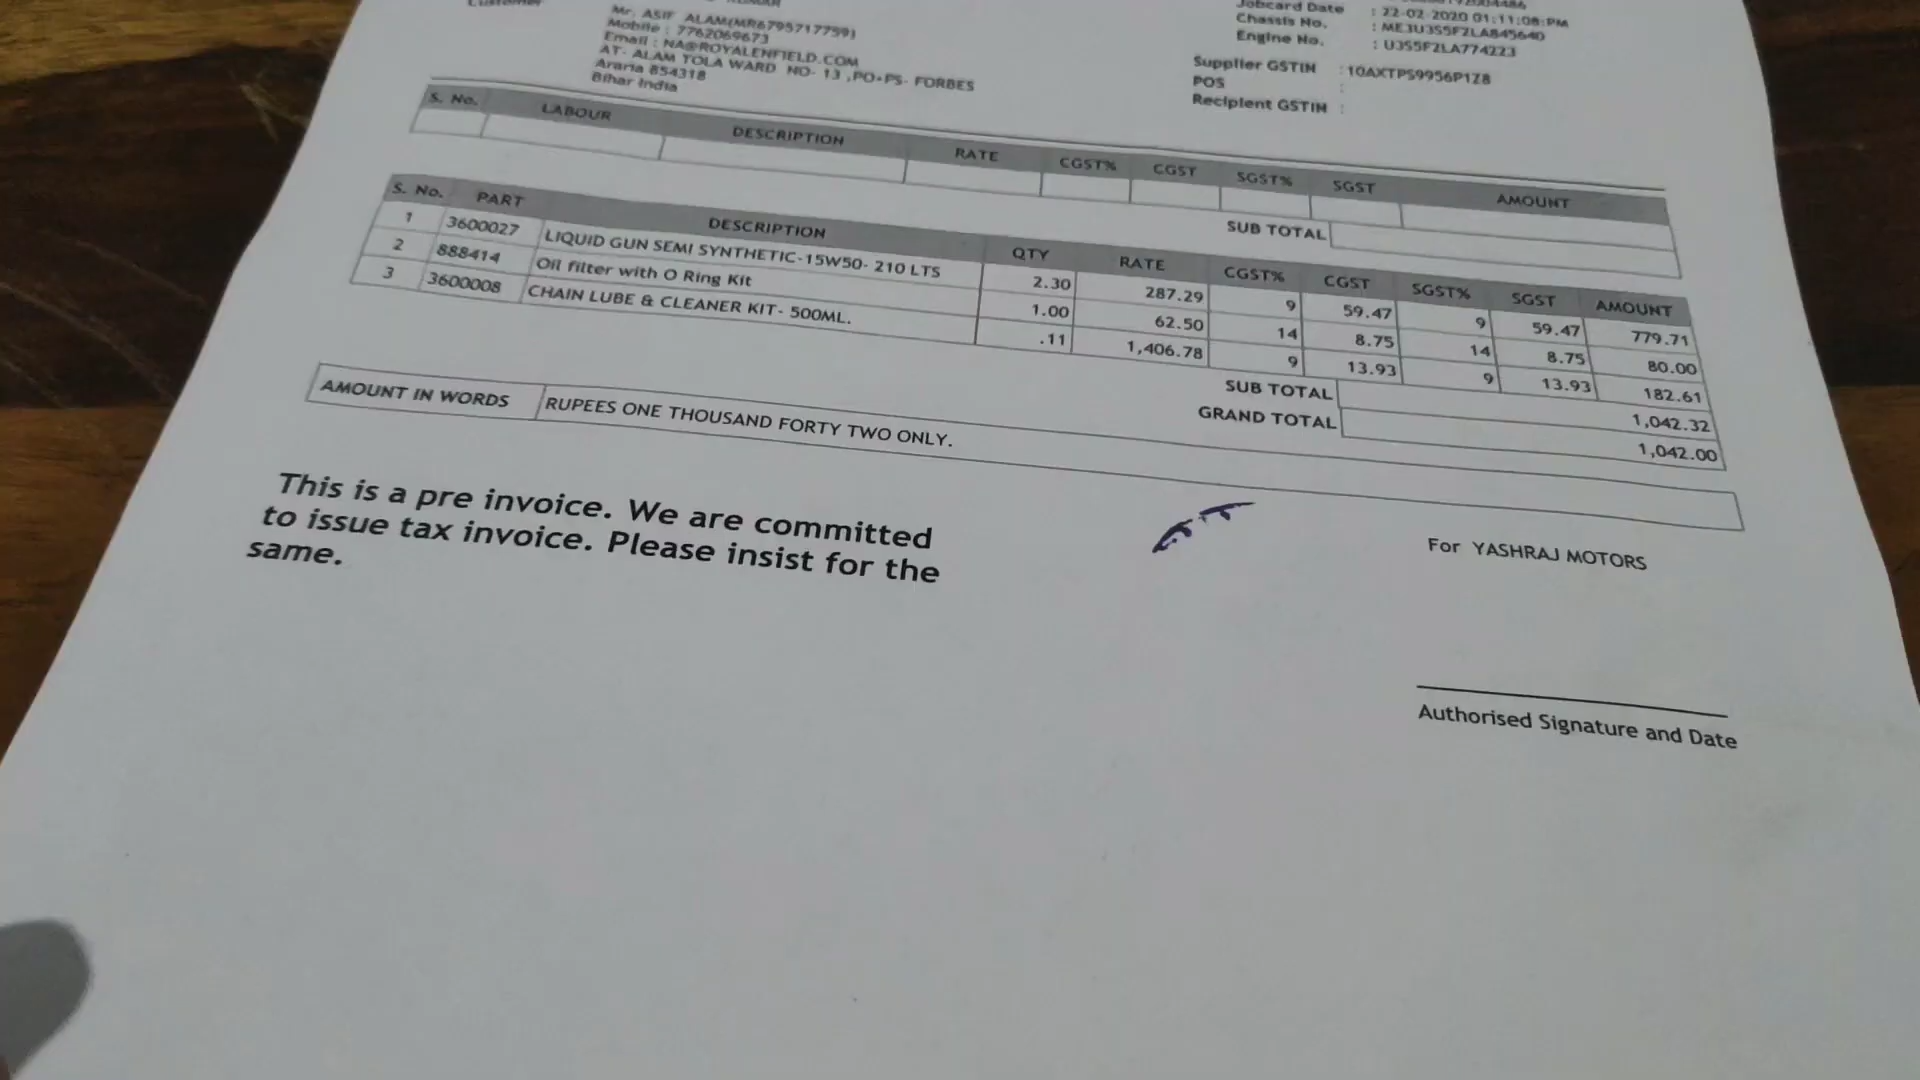 Customer
Mr. ASIF ALAM(MR6795717759)
Mobile : 7762069673
Email : NA@ROYALENFIELD.COM
AT- ALAM TOLA WARD NO- 13 ,PO+PS- FORBES
Araria 854318
Bihar India
Jobcard Date : 22-02-2020 01:11:08:PM
Chassis No. : ME3U3S5F2LA845640
Engine No. : U3S5F2LA774223
Supplier GSTIN : 10AXTPS9956P1Z8
POS :
Recipient GSTIN :
S. No. LABOUR DESCRIPTION RATE CGST% CGST SGST% SGST AMOUNT
SUB TOTAL
S. No. PART DESCRIPTION QTY RATE CGST% CGST SGST% SGST AMOUNT
1 3600027 LIQUID GUN SEMI SYNTHETIC-15W50- 210 LTS 2.30 287.29 9 59.47 9 59.47 779.71
2 888414 Oil filter with O Ring Kit 1.00 62.50 14 8.75 14 8.75 80.00
3 3600008 CHAIN LUBE & CLEANER KIT- 500ML. .11 1,406.78 9 13.93 9 13.93 182.61
SUB TOTAL 1,042.32
GRAND TOTAL 1,042.00
AMOUNT IN WORDS RUPEES ONE THOUSAND FORTY TWO ONLY.
This is a pre invoice. We are committed
to issue tax invoice. Please insist for the
same.
For YASHRAJ MOTORS
Authorised Signature and Date